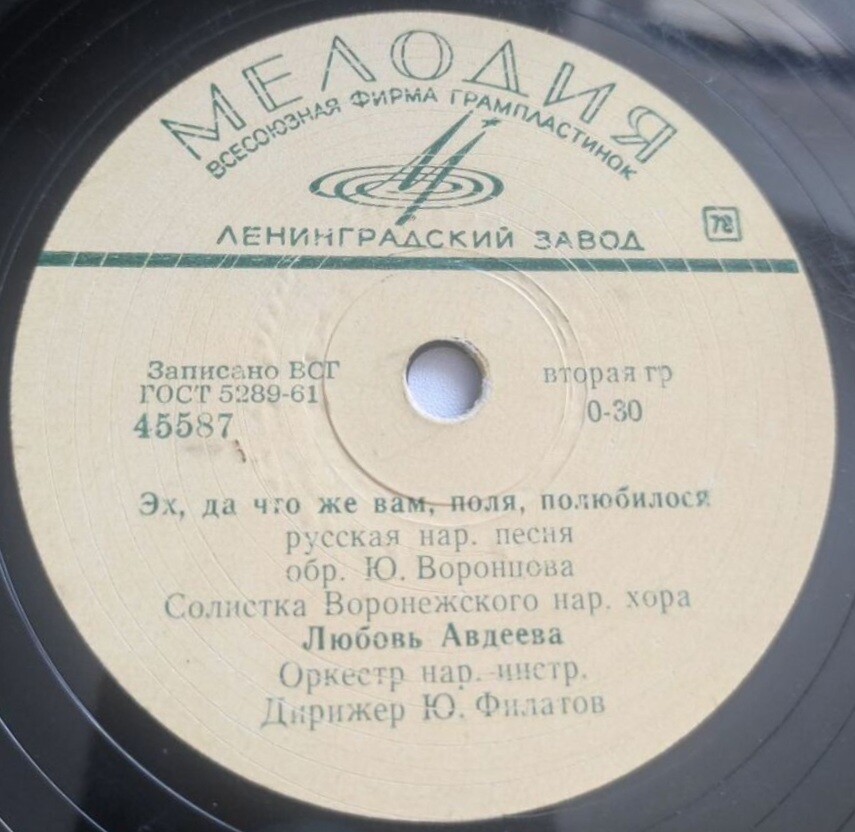 МЕЛОДИЯ
ВСЕСОЮЗНАЯ ФИРМА ГРАМПЛАСТИНОК
ЛЕНИНГРАДСКИЙ ЗАВОД
78
Записано ВСГ
ГОСТ 5289-61
45587
вторая гр
0-30
Эх, да что же вам, поля, полюбилося
русская нар. песня
обр. Ю. Воронцова
Солистка Воронежского нар. хора
Любовь Авдеева
Оркестр нар. инстр.
Дирижер Ю. Филатов